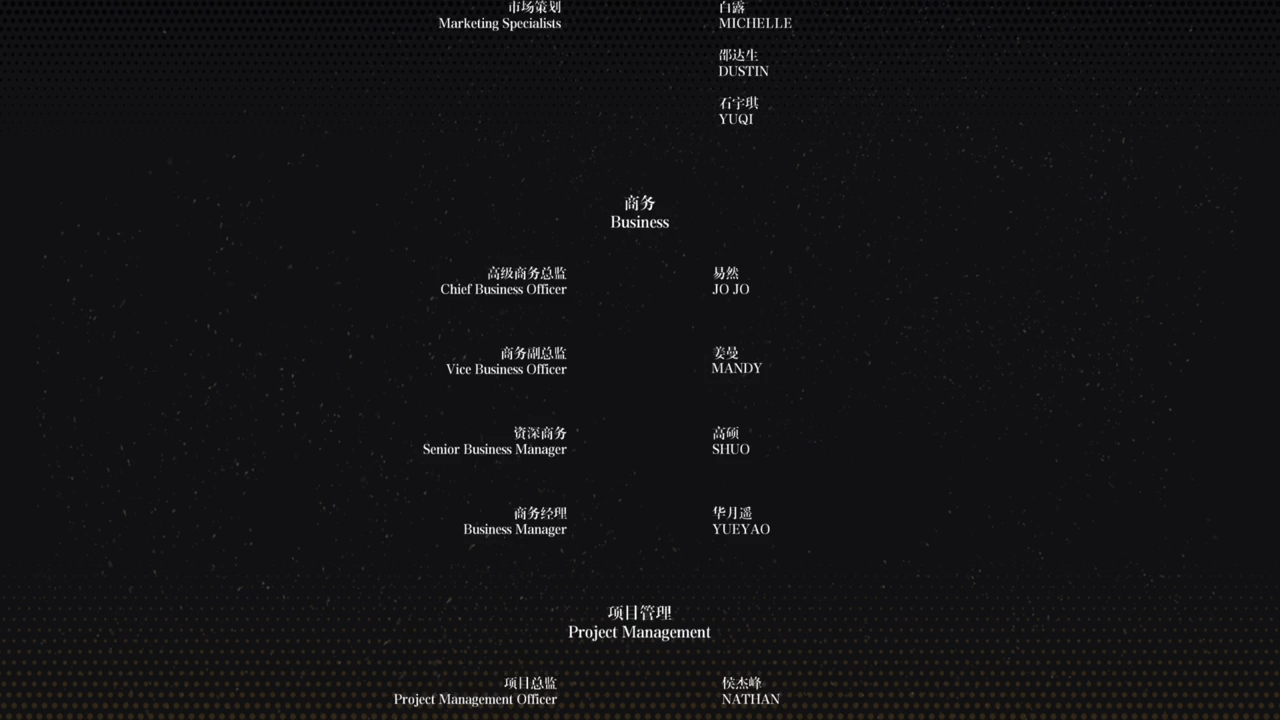 市场策划
Marketing Specialists
白露
MICHELLE
邵达生
DUSTIN
石宇琪
YUQI
商务
Business
高级商务总监
Chief Business Officer
易然
JO JO
商务副总监
Vice Business Officer
姜曼
MANDY
资深商务
Senior Business Manager
高硕
SHUO
商务经理
Business Manager
华月遥
YUEYAO
项目管理
Project Management
项目总监
Project Management Officer
侯杰峰
NATHAN